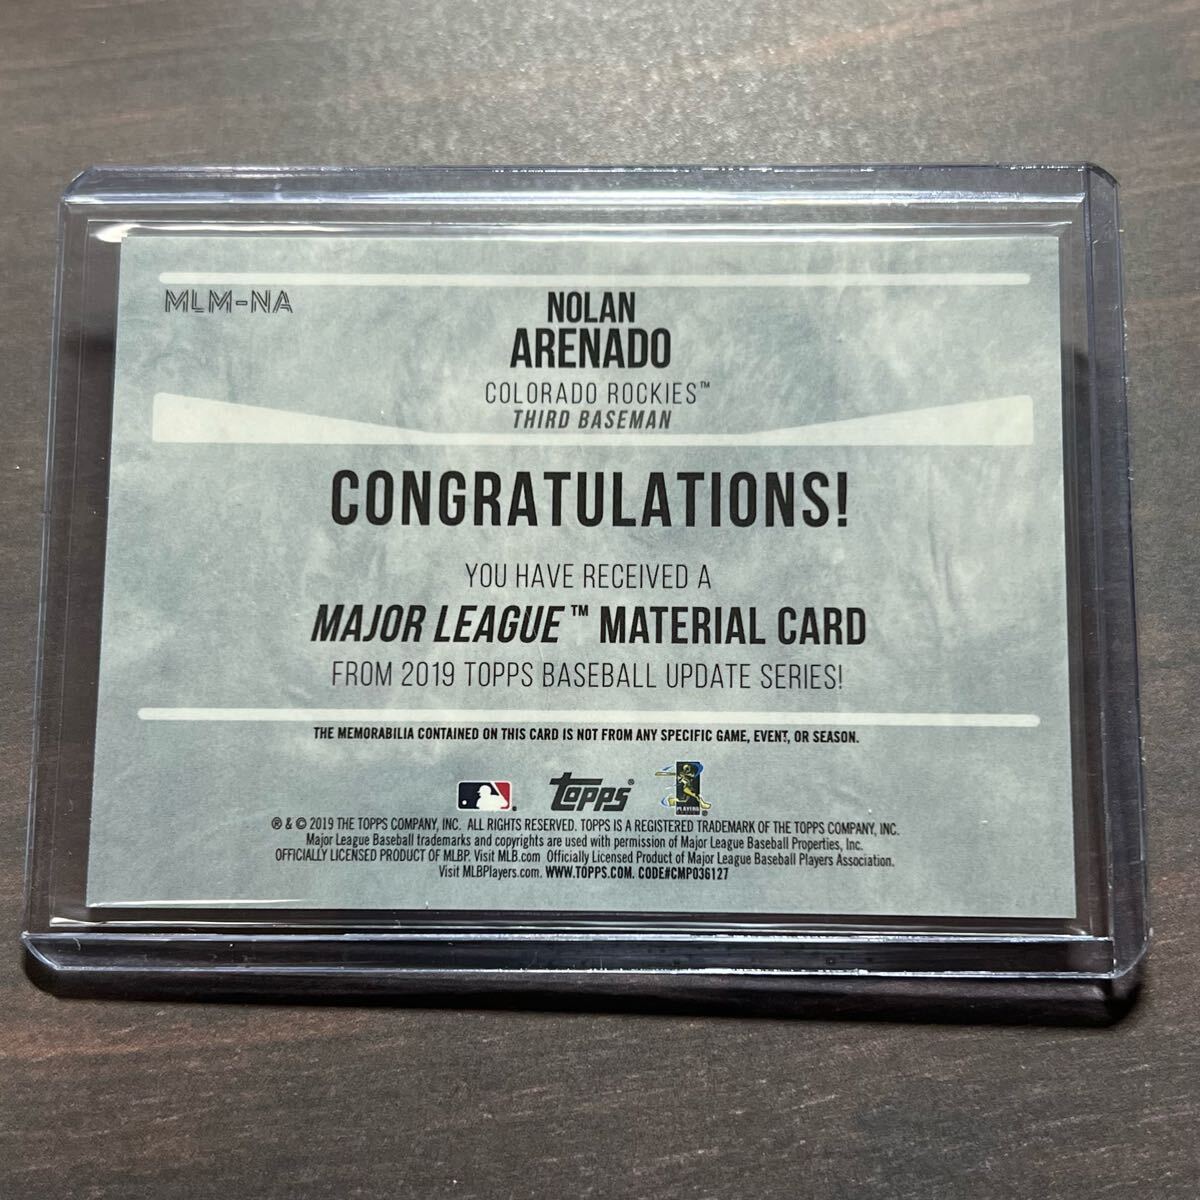 MLM-NA
NOLAN
ARENADO
COLORADO ROCKIES™
THIRD BASEMAN
CONGRATULATIONS!
YOU HAVE RECEIVED A
MAJOR LEAGUE™ MATERIAL CARD
FROM 2019 TOPPS BASEBALL UPDATE SERIES!
THE MEMORABILIA CONTAINED ON THIS CARD IS NOT FROM ANY SPECIFIC GAME, EVENT, OR SEASON.
Topps® PLAYERS
® & © 2019 THE TOPPS COMPANY, INC. ALL RIGHTS RESERVED. TOPPS IS A REGISTERED TRADEMARK OF THE TOPPS COMPANY, INC.
Major League Baseball trademarks and copyrights are used with permission of Major League Baseball Properties, Inc.
OFFICIALLY LICENSED PRODUCT OF MLBP. Visit MLB.com Officially Licensed Product of Major League Baseball Players Association.
Visit MLBPlayers.com. WWW.TOPPS.COM. CODE#CMP036127